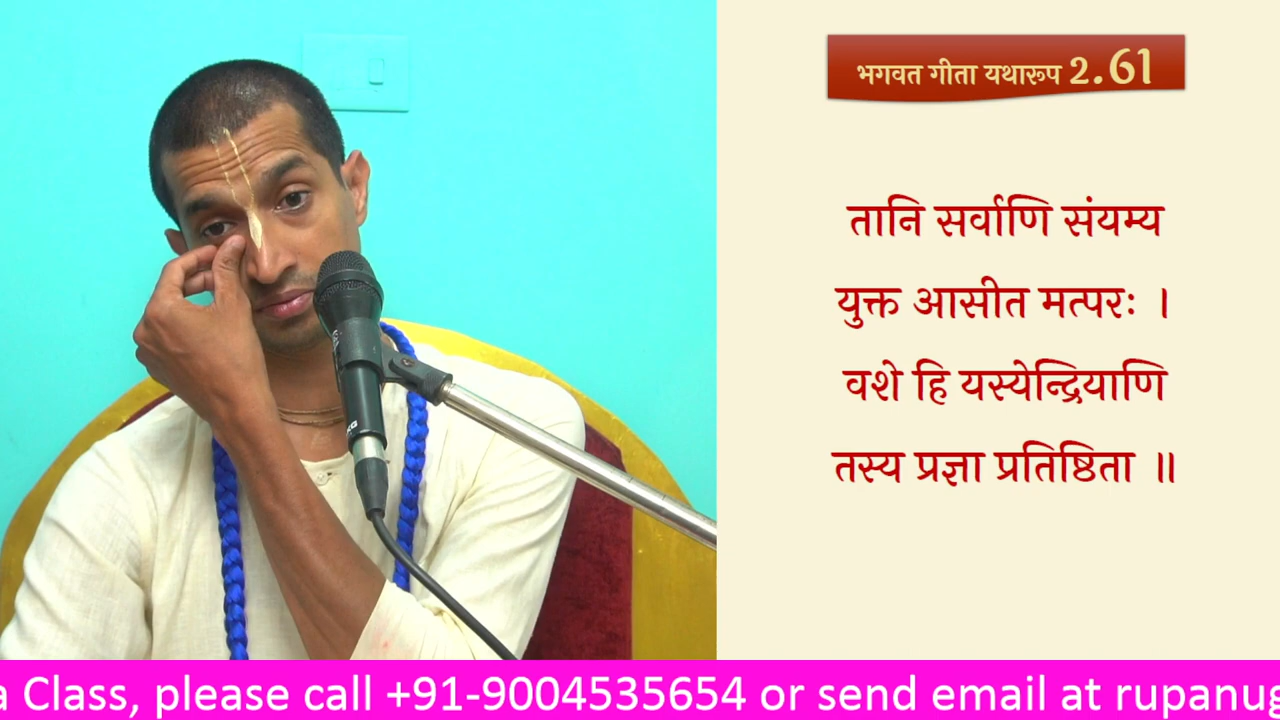 भगवत गीता यथारूप 2.61
तानि सर्वाणि संयम्य
युक्त आसीत मत्परः ।
वशे हि यस्येन्द्रियाणि
तस्य प्रज्ञा प्रतिष्ठिता ॥
a Class, please call +91-9004535654 or send email at rupanug